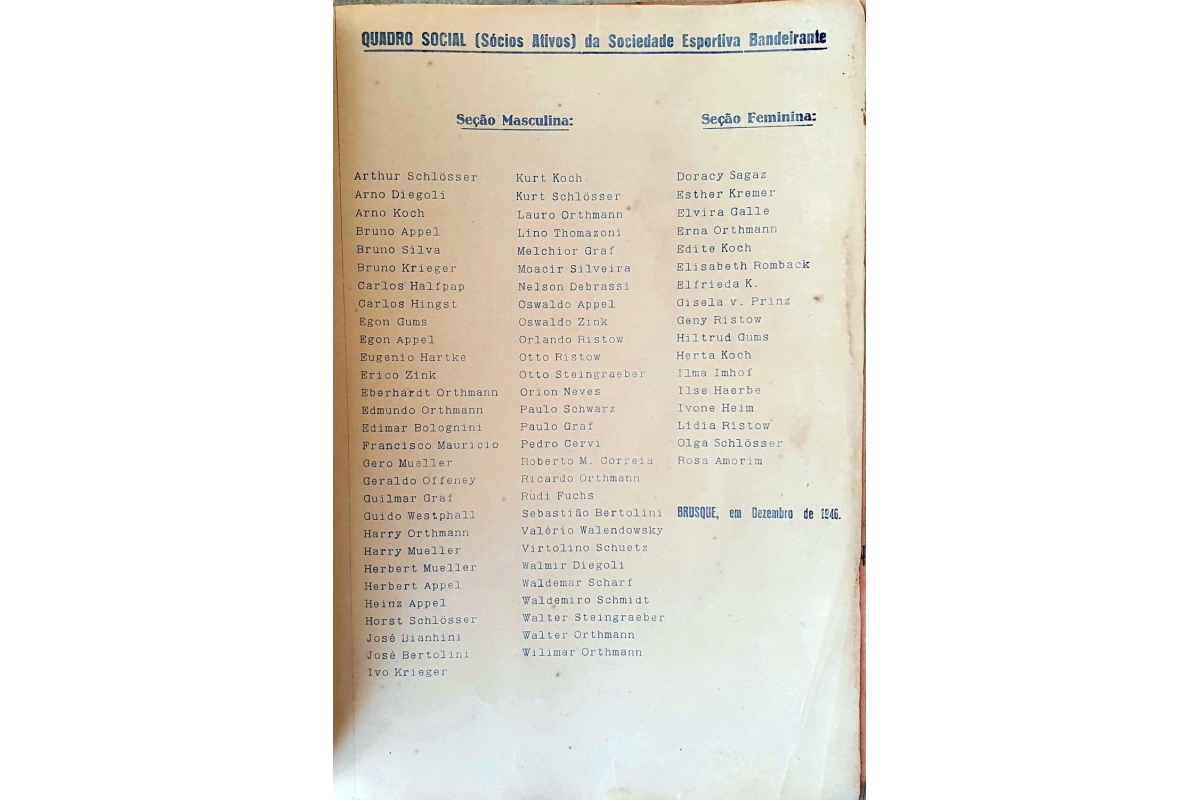 QUADRO SOCIAL (Sócios Ativos) da Sociedade Esportiva Bandeirante
Seção Masculina:
Arthur Schlösser
Arno Diegoli
Arno Koch
Bruno Appel
Bruno Silva
Bruno Krieger
Carlos Halfpap
Carlos Hingst
Egon Gums
Egon Appel
Eugenio Hartke
Erico Zink
Eberhardt Orthmann
Edmundo Orthmann
Edimar Bolognini
Francisco Mauricio
Gero Mueller
Geraldo Offeney
Guilmar Graf
Guido Westphall
Harry Orthmann
Harry Mueller
Herbert Mueller
Herbert Appel
Heinz Appel
Horst Schlösser
José Bianhini
José Bertolini
Ivo Krieger
Kurt Koch
Kurt Schlösser
Lauro Orthmann
Lino Thomazoni
Melchior Graf
Moacir Silveira
Nelson Debrassi
Oswaldo Appel
Oswaldo Zink
Orlando Ristow
Otto Ristow
Otto Steingraeber
Orion Neves
Paulo Schwarz
Paulo Graf
Pedro Cervi
Roberto M. Correia
Ricardo Orthmann
Rudi Fuchs
Sebastião Bertolini
Valério Walendowsky
Virtolino Schuetz
Walmir Diegoli
Waldemar Scharf
Waldemiro Schmidt
Walter Steingraeber
Walter Orthmann
Wilimar Orthmann
Seção Feminina:
Doracy Sagaz
Esther Kremer
Elvira Galle
Erna Orthmann
Edite Koch
Elisabeth Romback
Elfrieda K.
Gisela v. Prinz
Geny Ristow
Hiltrud Gums
Herta Koch
Ilma Imhof
Ilse Haerbe
Ivone Heim
Lidia Ristow
Olga Schlösser
Rosa Amorim
BRUSQUE, em Dezembro de 1946.